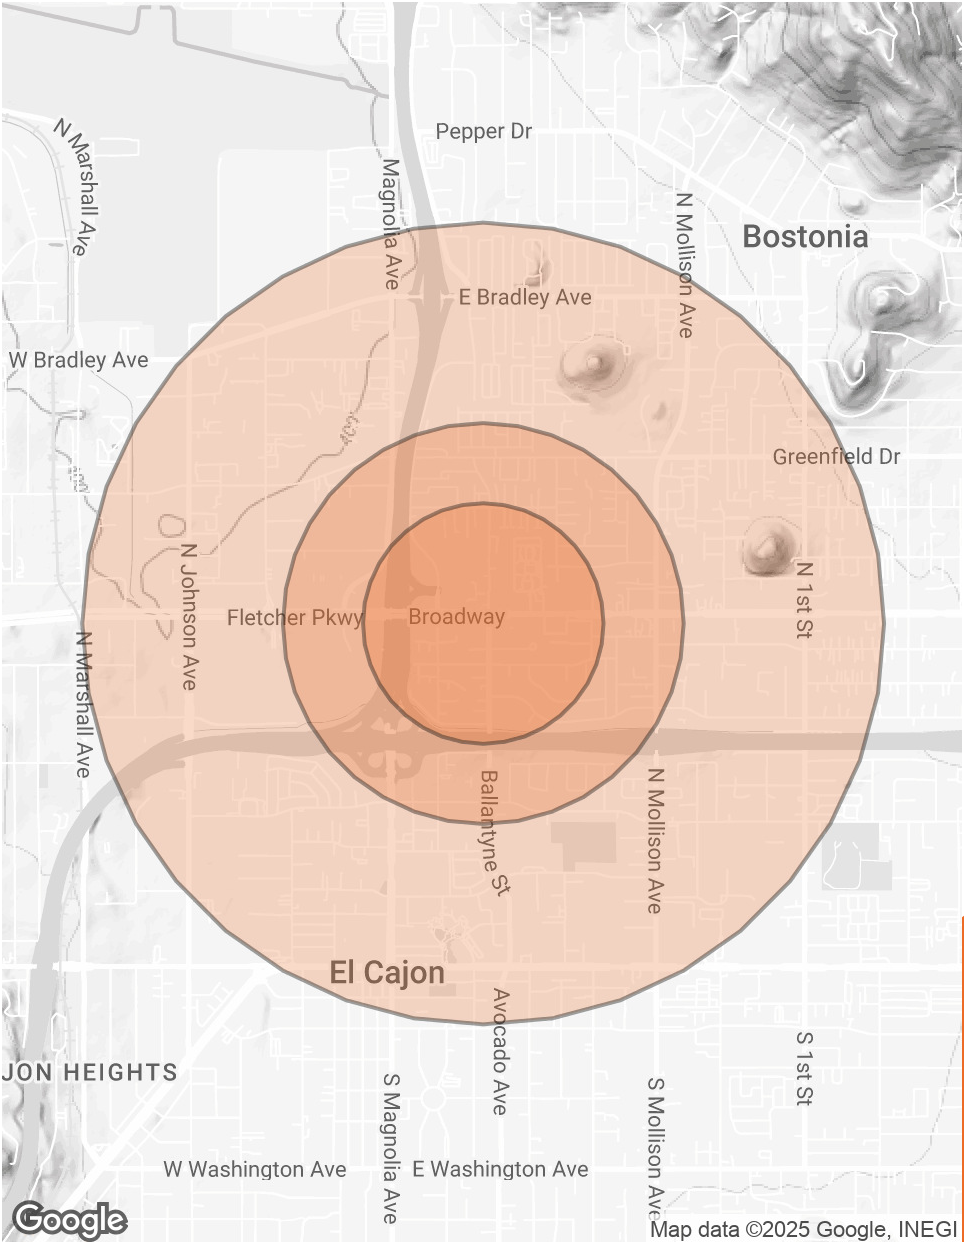 Pepper Dr
N Marshall Ave
Magnolia Ave
N Mollison Ave
Bostonia
E Bradley Ave
W Bradley Ave
Greenfield Dr
N Johnson Ave
N 1st St
Fletcher Pkwy
Broadway
N Marshall Ave
Ballantyne St
N Mollison Ave
El Cajon
Avocado Ave
S 1st St
JON HEIGHTS
S Magnolia Ave
S Mollison Ave
W Washington Ave
E Washington Ave
Google
Map data ©2025 Google, INEGI